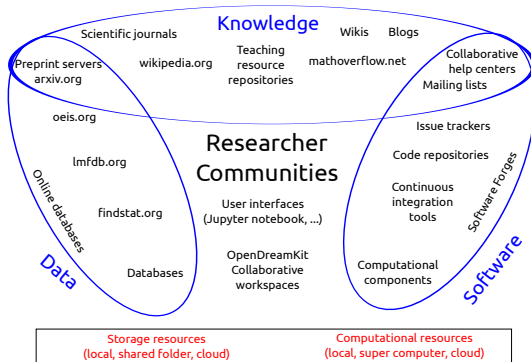 Knowledge
Scientific journals
Wikis
Blogs
Preprint servers
arxiv.org
wikipedia.org
Teaching
resource
repositories
mathoverflow.net
Collaborative
help centers
Mailing lists
oeis.org
Issue trackers
Researcher
Communities
lmfdb.org
Code repositories
Online databases
findstat.org
User interfaces
(Jupyter notebook, ...)
Continuous
integration
tools
Software Forges
Data
Databases
OpenDreamKit
Collaborative
workspaces
Computational
components
Software
Storage resources
(local, shared folder, cloud)
Computational resources
(local, super computer, cloud)